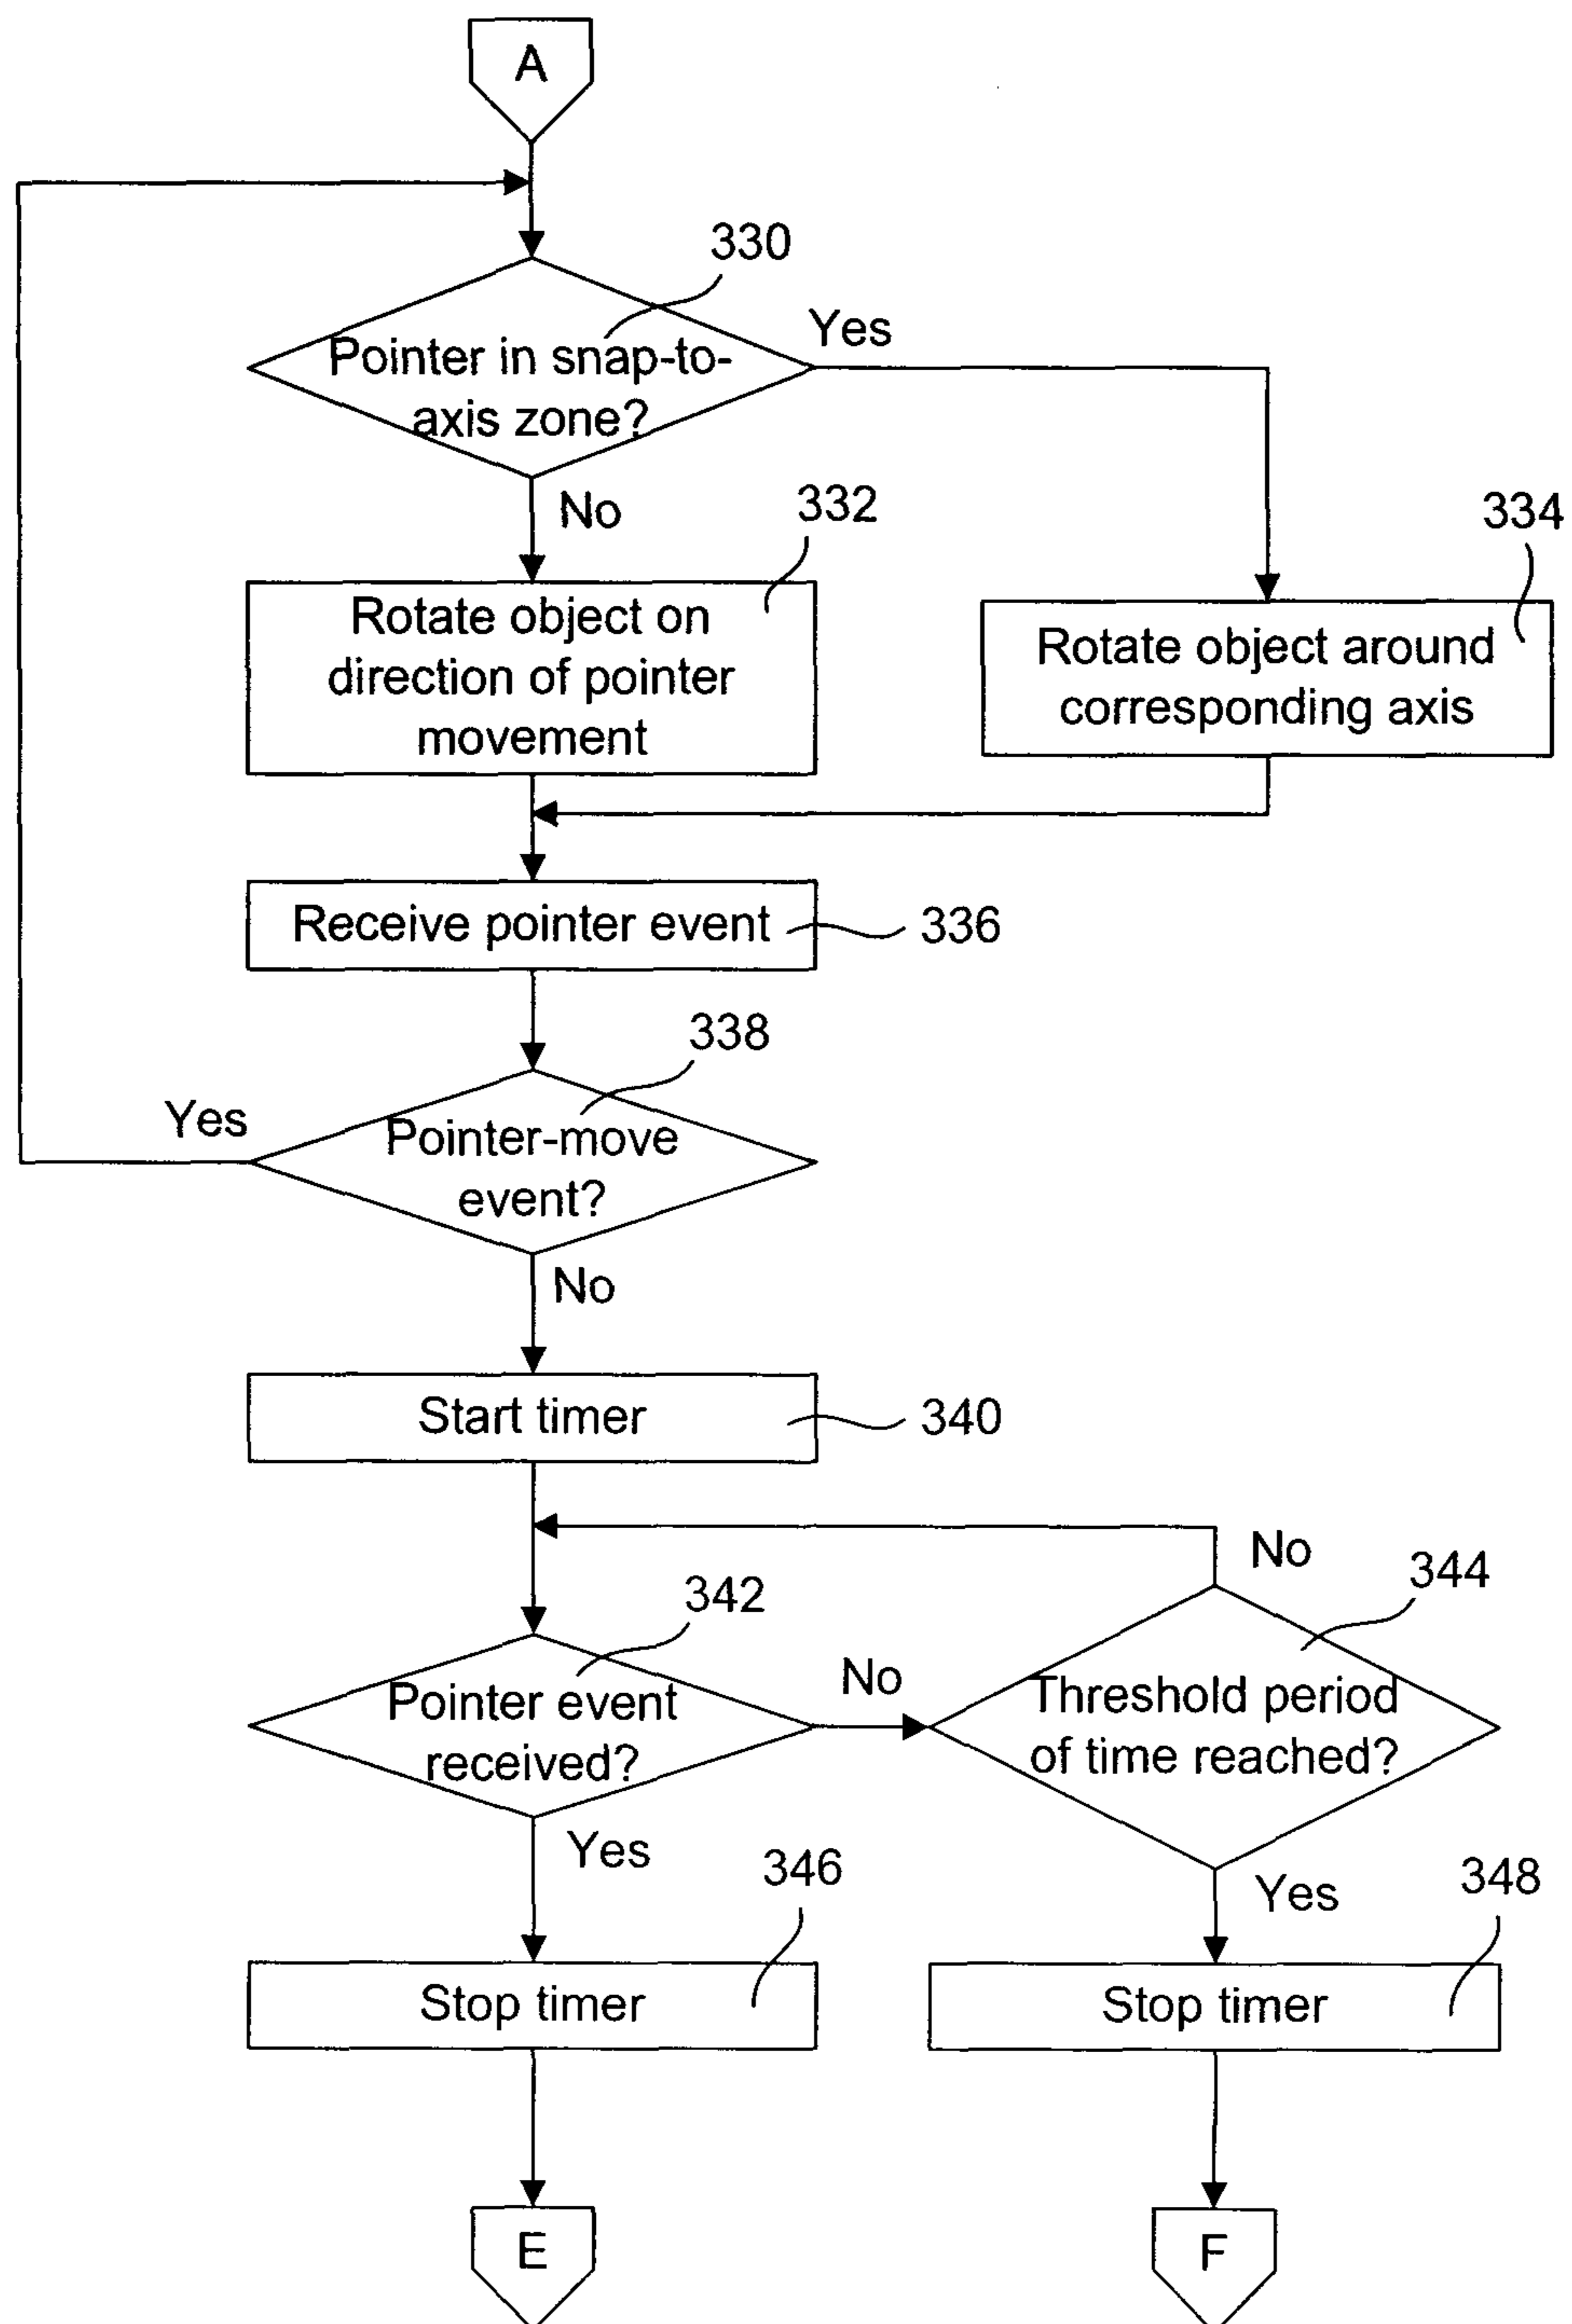 A
330
Pointer in snap-to-
axis zone?
Yes
No
332
334
Rotate object on
direction of pointer
movement
Rotate object around
corresponding axis
Receive pointer event
336
338
Pointer-move
event?
Yes
No
Start timer
340
342
Pointer event
received?
No
No
344
Threshold period
of time reached?
Yes
346
Yes
348
Stop timer
Stop timer
E
F